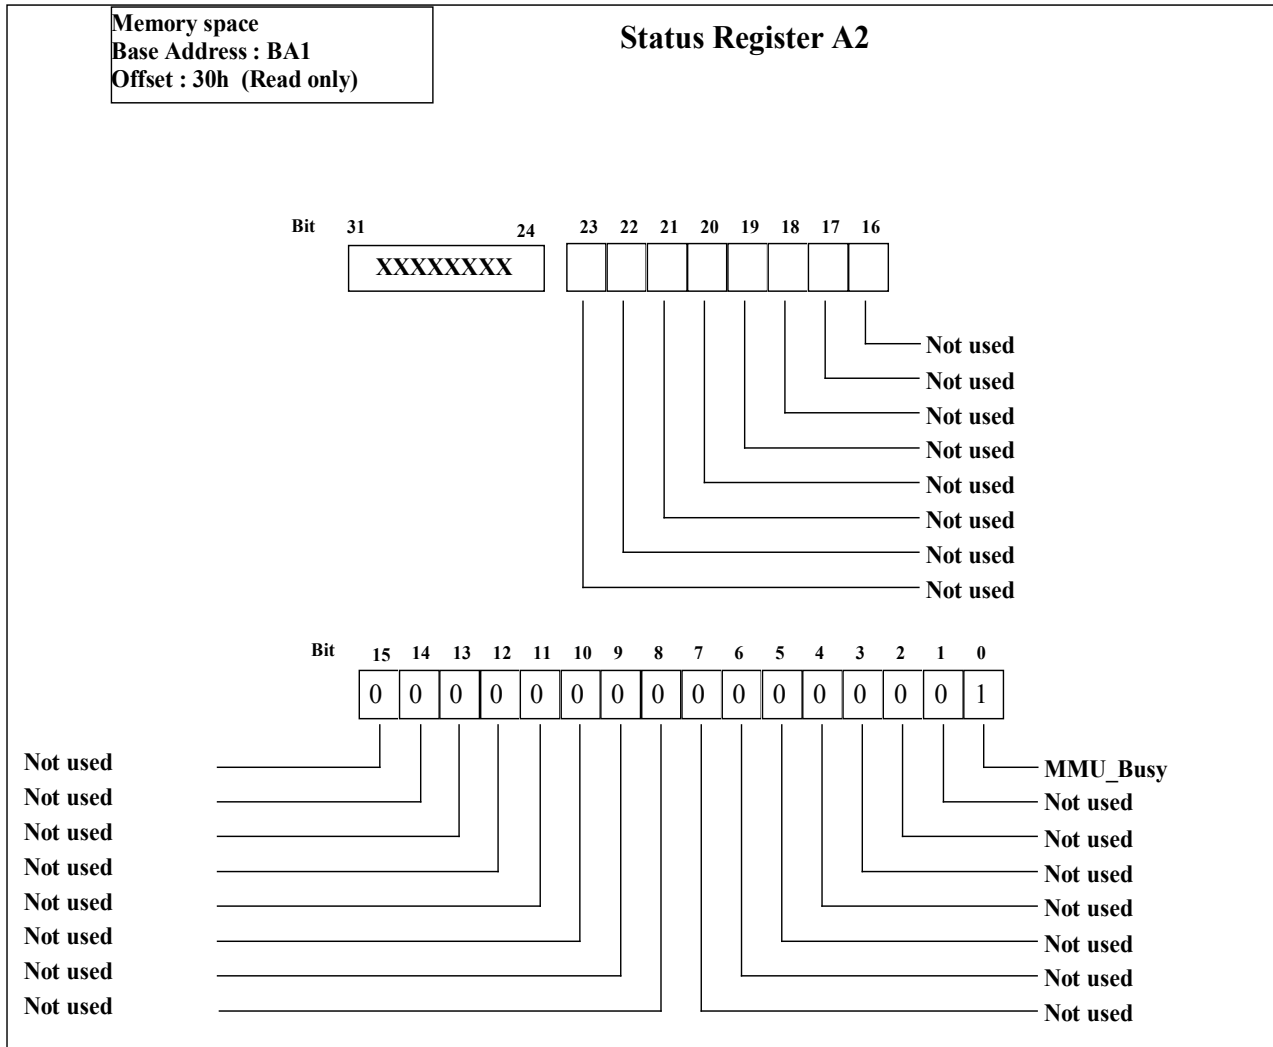 Memory space
Base Address : BA1
Offset : 30h (Read only)
Status Register A2
Bit 31 24 23 22 21 20 19 18 17 16
XXXXXXXX
Not used
Not used
Not used
Not used
Not used
Not used
Not used
Not used
Bit 15 14 13 12 11 10 9 8 7 6 5 4 3 2 1 0
0 0 0 0 0 0 0 0 0 0 0 0 0 0 0 1
Not used
Not used
Not used
Not used
Not used
Not used
Not used
Not used
MMU_Busy
Not used
Not used
Not used
Not used
Not used
Not used
Not used